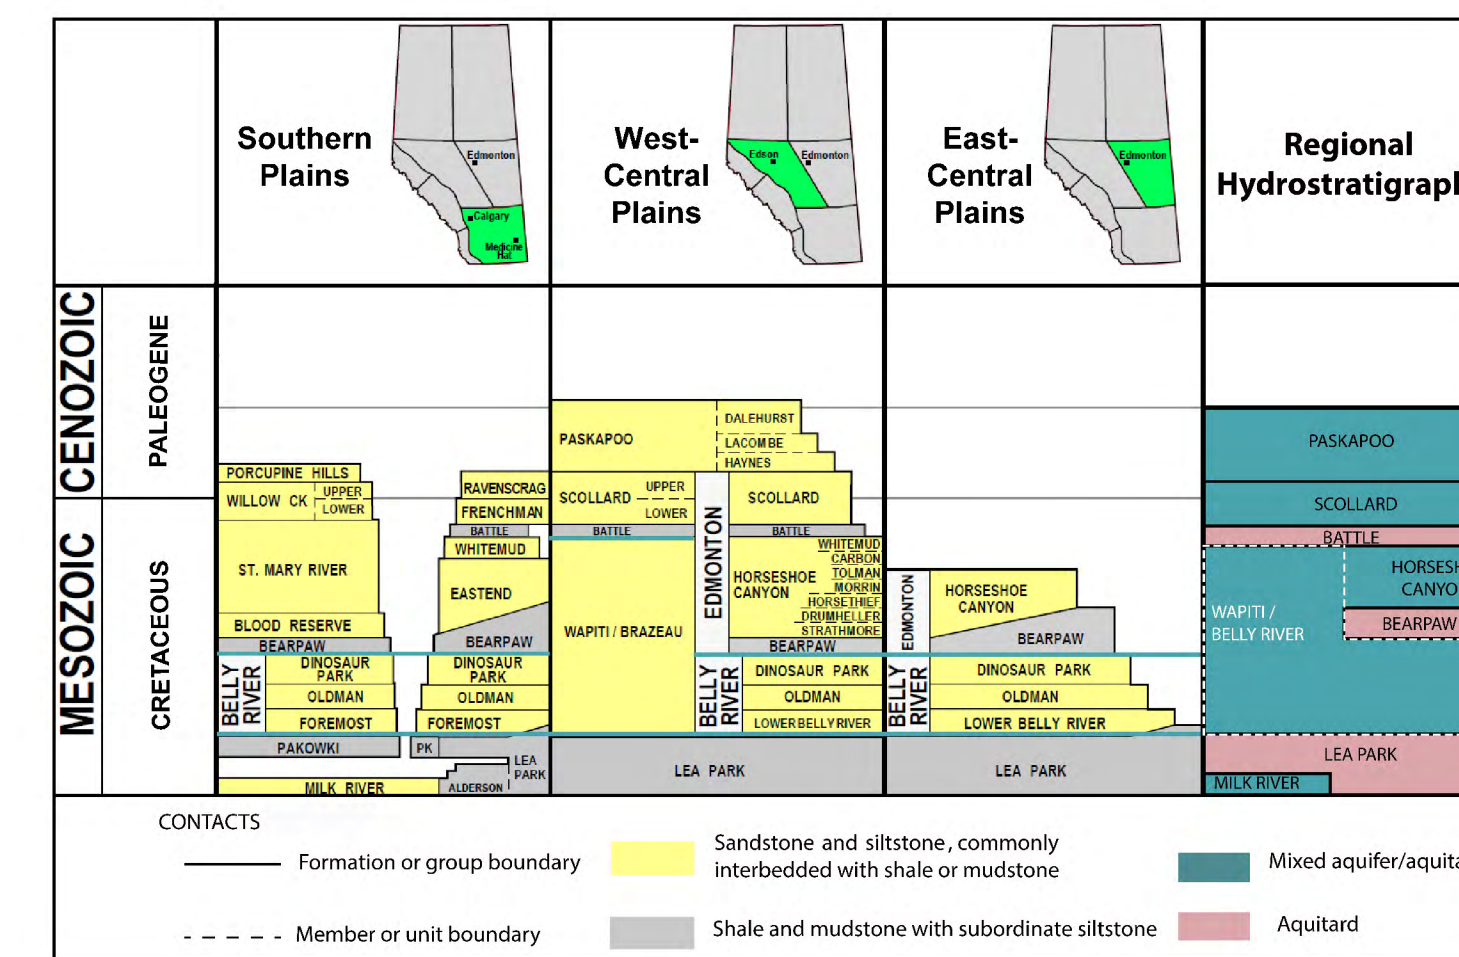 Southern
Plains
Edmonton
Calgary
Medicine
Hat
West-
Central
Plains
Edson
Edmonton
East-
Central
Plains
Edmonton
Regional
Hydrostratigraph
CENOZOIC
PALEOGENE
MESOZOIC
CRETACEOUS
PORCUPINE HILLS
WILLOW CK
UPPER
LOWER
ST. MARY RIVER
BLOOD RESERVE
BEARPAW
BELLY
RIVER
DINOSAUR
PARK
OLDMAN
FOREMOST
PAKOWKI
MILK RIVER
RAVENSCRAG
FRENCHMAN
BATTLE
WHITEMUD
EASTEND
BEARPAW
DINOSAUR
PARK
OLDMAN
FOREMOST
PK
LEA
PARK
ALDERSON
PASKAPOO
DALEHURST
LACOMBE
HAYNES
SCOLLARD
UPPER
LOWER
BATTLE
WAPITI / BRAZEAU
EDMONTON
SCOLLARD
BATTLE
HORSESHOE
CANYON
WHITEMUD
CARBON
TOLMAN
MORRIN
HORSETHIEF
DRUMHELLER
STRATHMORE
BEARPAW
BELLY
RIVER
DINOSAUR PARK
OLDMAN
LOWER BELLY RIVER
LEA PARK
EDMONTON
HORSESHOE
CANYON
BEARPAW
BELLY
RIVER
DINOSAUR PARK
OLDMAN
LOWER BELLY RIVER
LEA PARK
PASKAPOO
SCOLLARD
BATTLE
HORSESH
CANYO
WAPITI /
BELLY RIVER
BEARPAW
LEA PARK
MILK RIVER
CONTACTS
Formation or group boundary
Member or unit boundary
Sandstone and siltstone, commonly
interbedded with shale or mudstone
Shale and mudstone with subordinate siltstone
Mixed aquifer/aquita
Aquitard